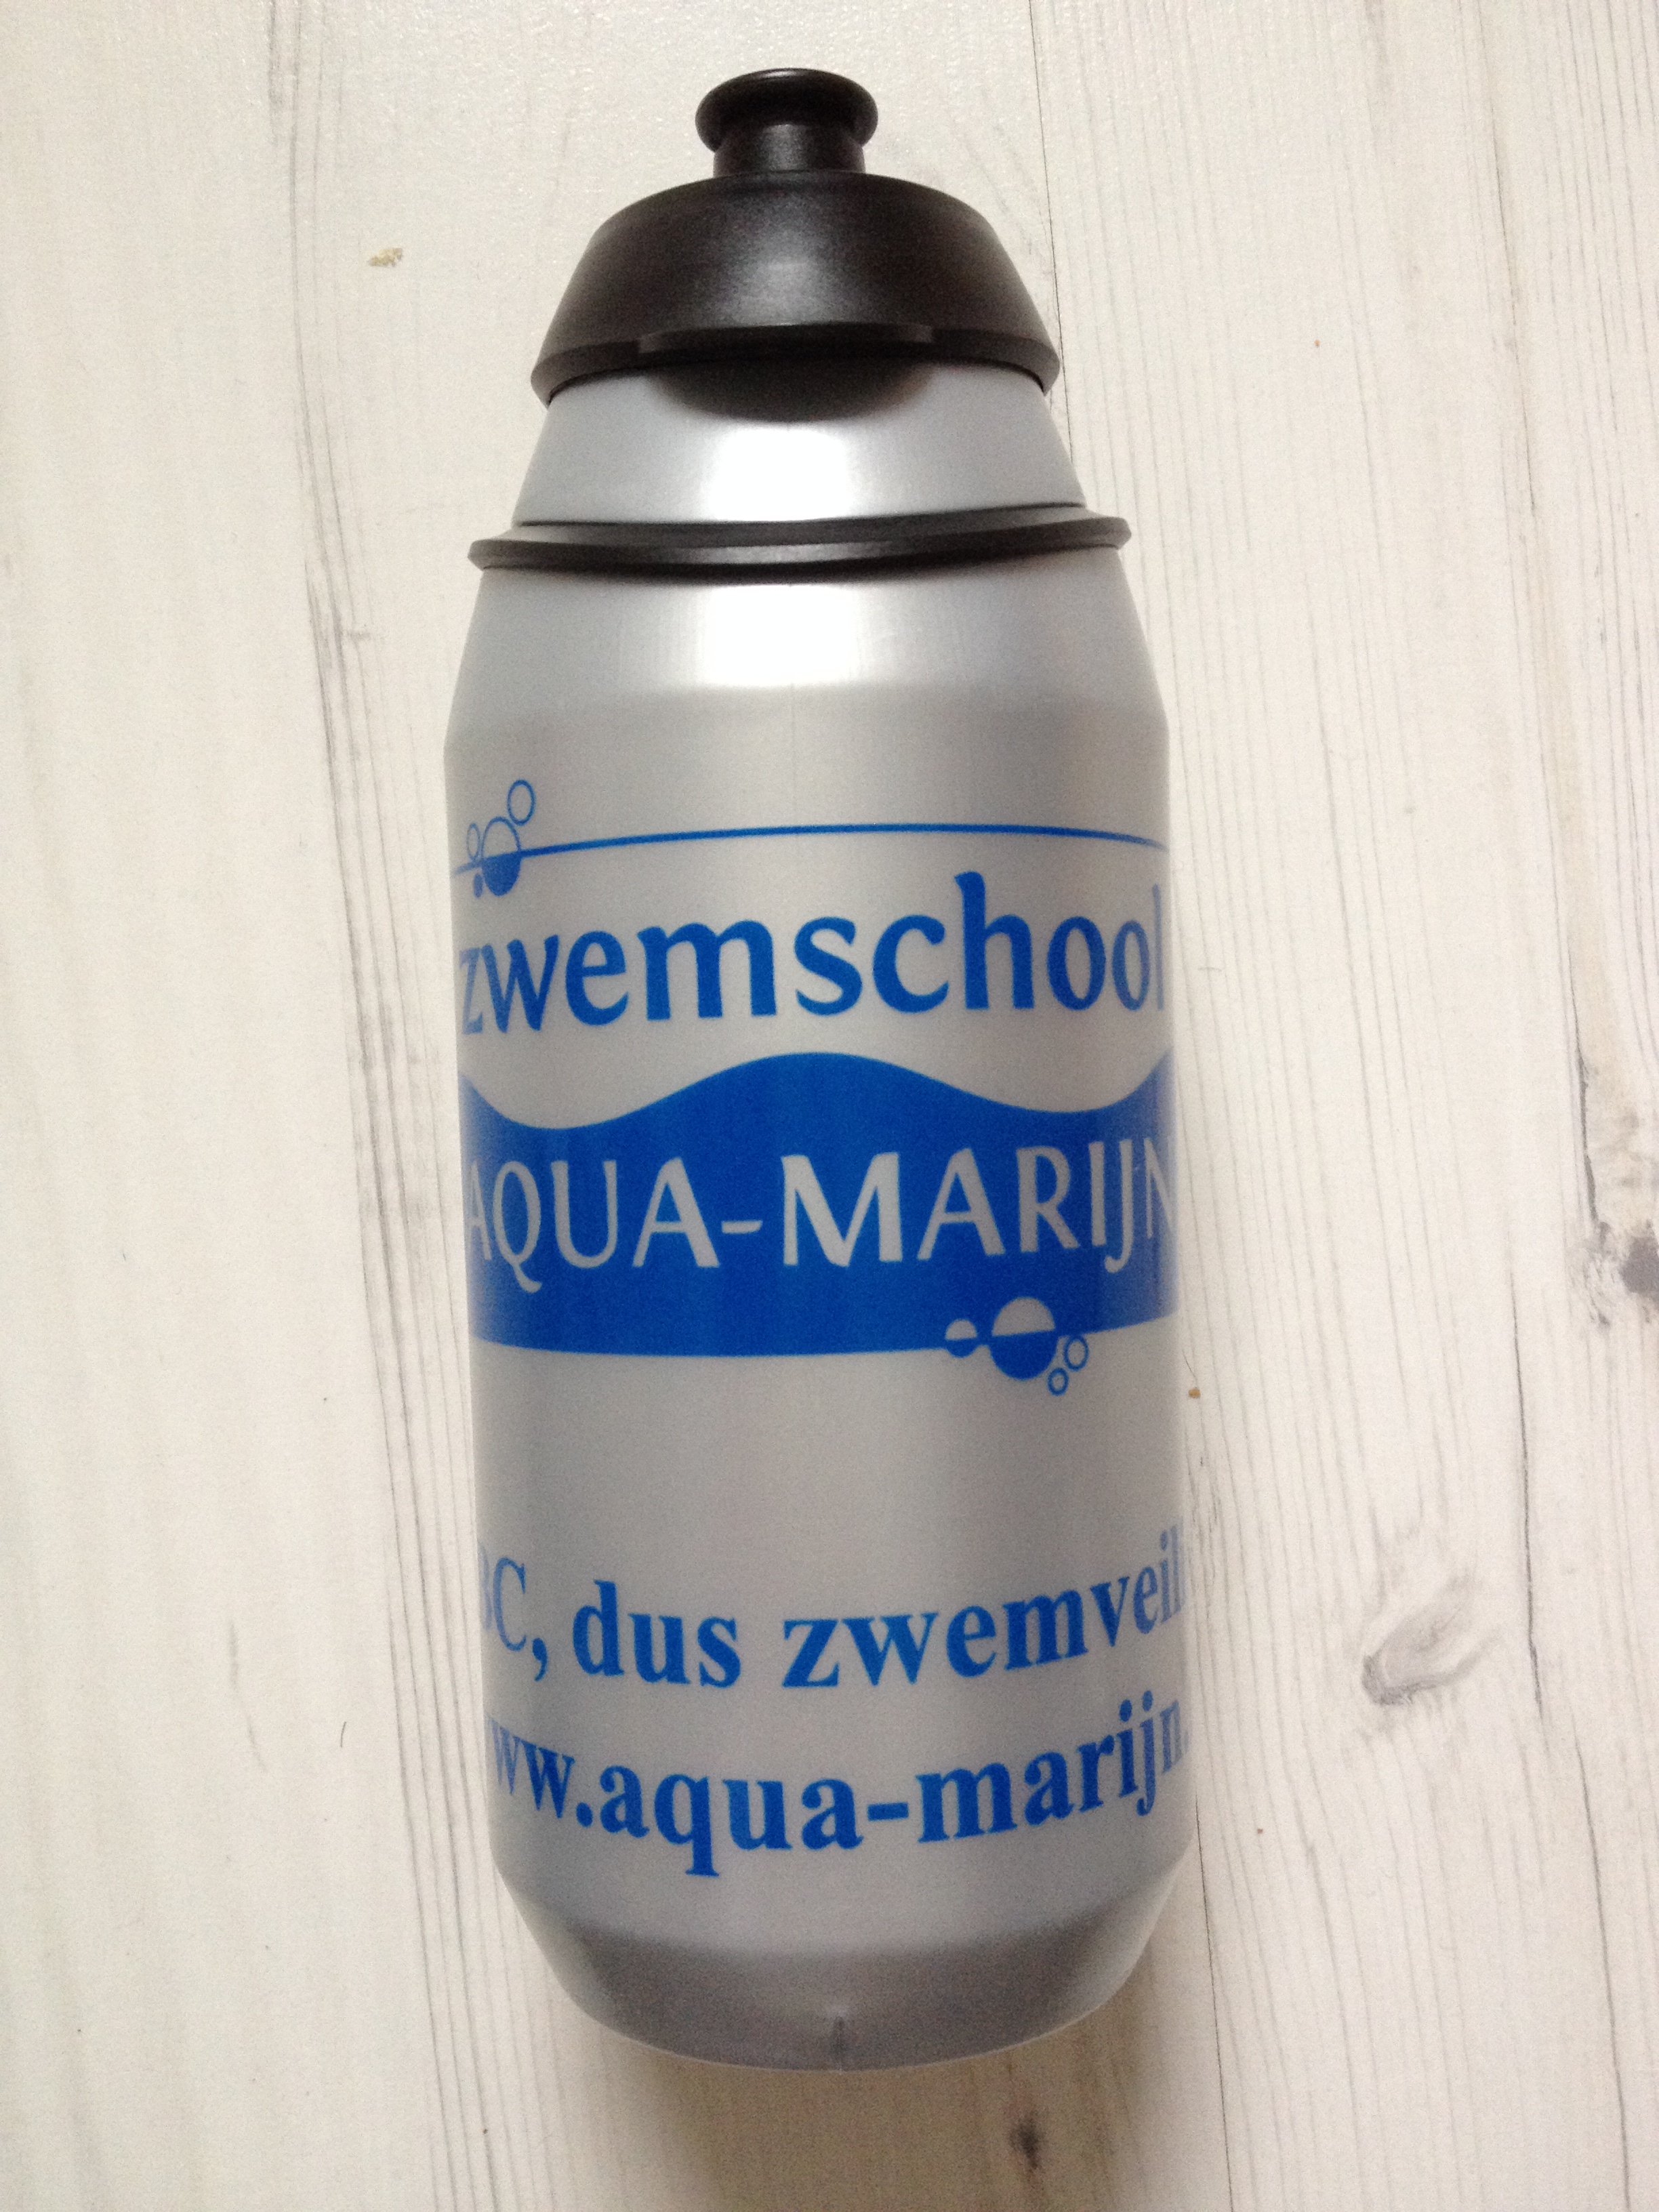 zwemschool
AQUA-MARIJN
BC, dus zwemveil
ww.aqua-marijn.